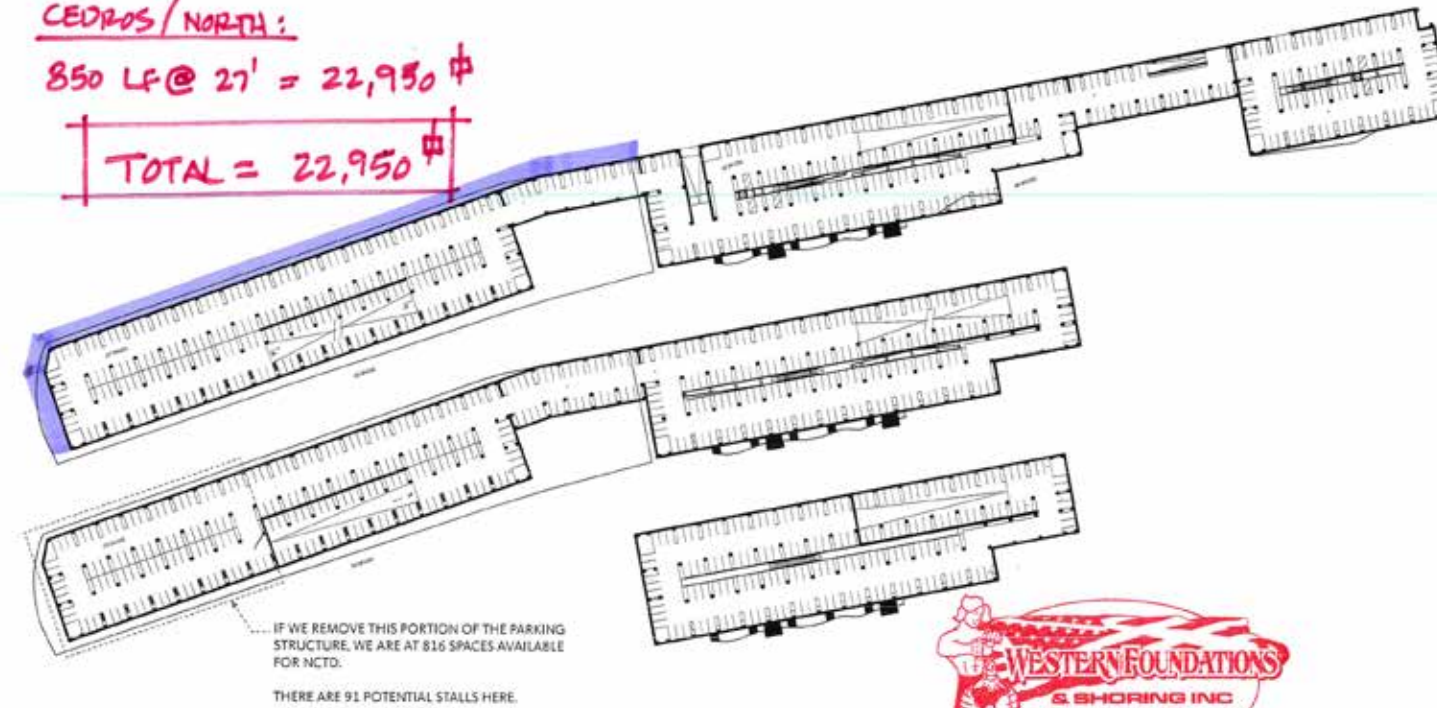 CEDROS/NORTH:
850 LF @ 27' = 22,950 ⏍
TOTAL = 22,950 ⏍
IF WE REMOVE THIS PORTION OF THE PARKING
STRUCTURE, WE ARE AT 816 SPACES AVAILABLE
FOR NCTD.
THERE ARE 91 POTENTIAL STALLS HERE.
WESTERN FOUNDATIONS
& SHORING INC